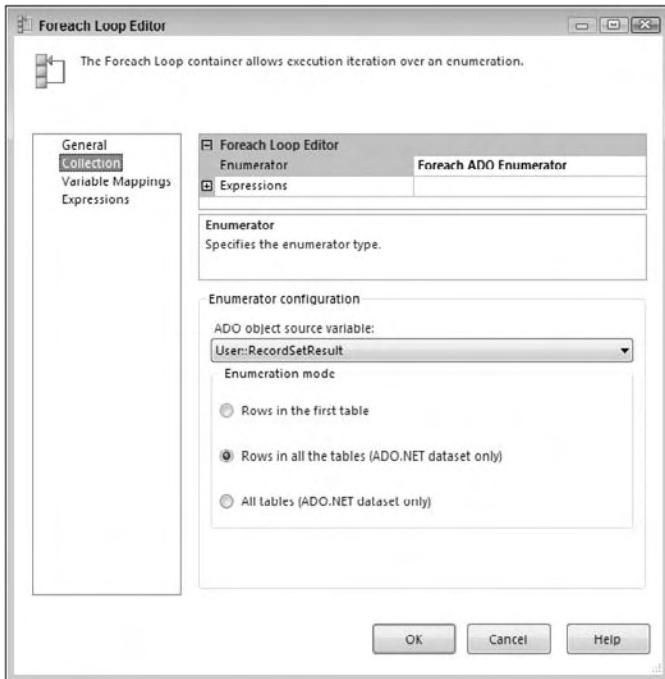 Foreach Loop Editor
The Foreach Loop container allows execution iteration over an enumeration.
General
Collection
Variable Mappings
Expressions
Foreach Loop Editor
Enumerator Foreach ADO Enumerator
Expressions
Enumerator
Specifies the enumerator type.
Enumerator configuration
ADO object source variable:
User::RecordSetResult
Enumeration mode
Rows in the first table
Rows in all the tables (ADO.NET dataset only)
All tables (ADO.NET dataset only)
OK Cancel Help